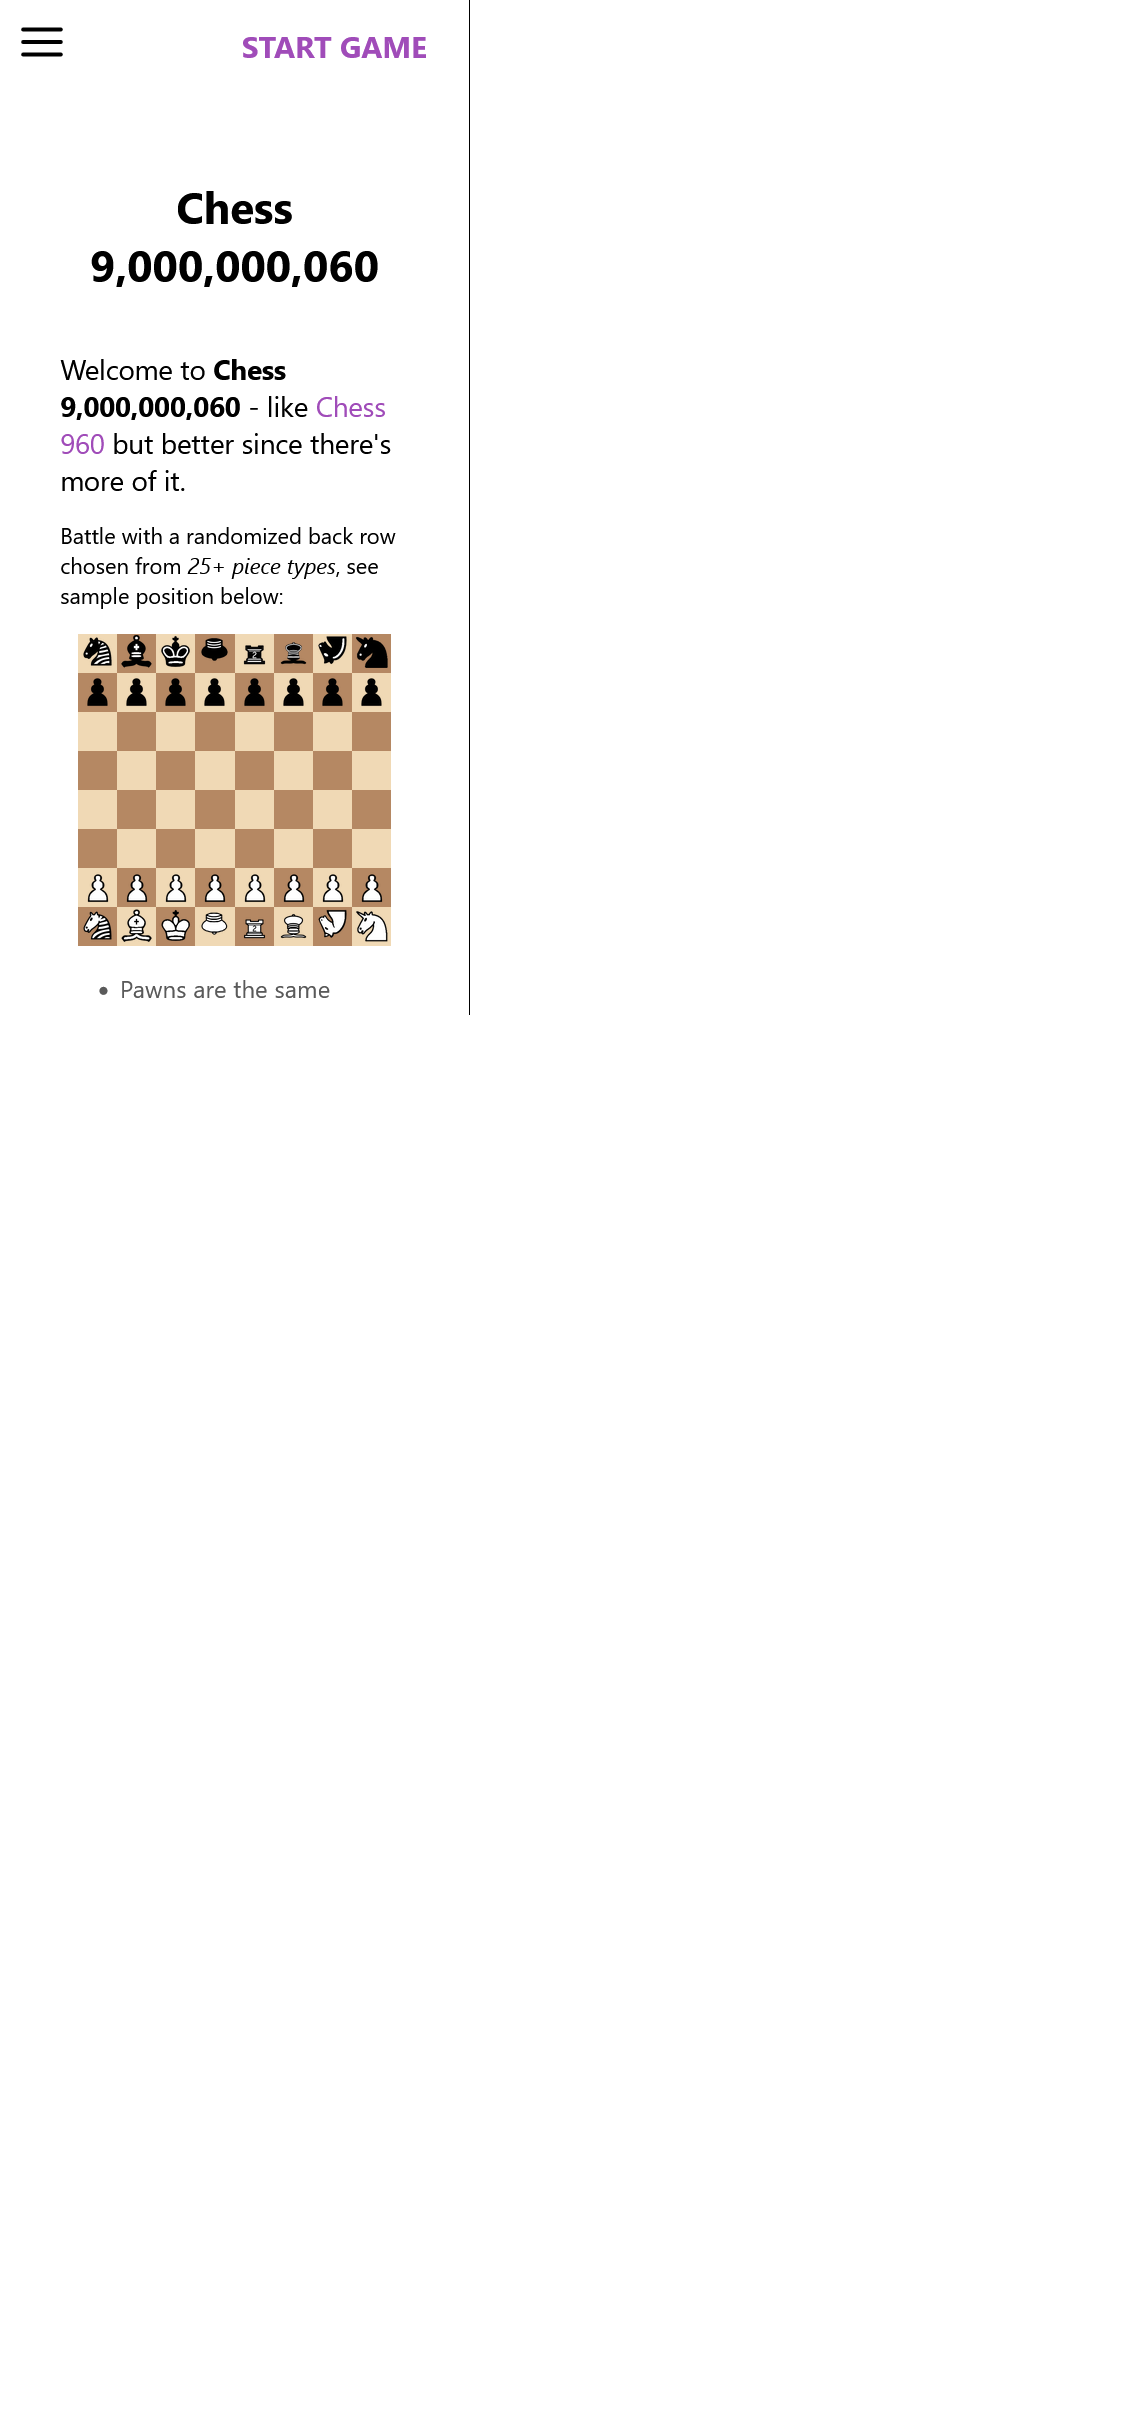 START GAME
Chess
9,000,000,060
Welcome to Chess
9,000,000,060 - like Chess
960 but better since there's
more of it.
Battle with a randomized back row
chosen from 25+ piece types, see
sample position below:
2
2
• Pawns are the same